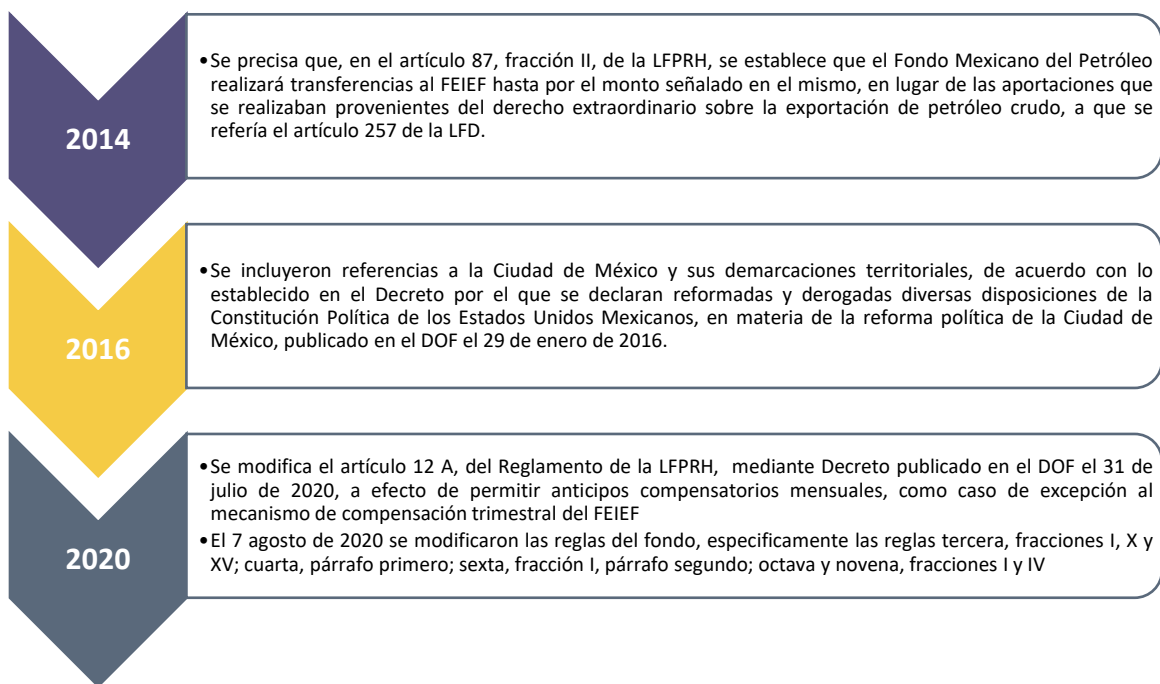 2014
•Se precisa que, en el artículo 87, fracción II, de la LFPRH, se establece que el Fondo Mexicano del Petróleo
realizará transferencias al FEIEF hasta por el monto señalado en el mismo, en lugar de las aportaciones que
se realizaban provenientes del derecho extraordinario sobre la exportación de petróleo crudo, a que se
refería el artículo 257 de la LFD.
2016
•Se incluyeron referencias a la Ciudad de México y sus demarcaciones territoriales, de acuerdo con lo
establecido en el Decreto por el que se declaran reformadas y derogadas diversas disposiciones de la
Constitución Política de los Estados Unidos Mexicanos, en materia de la reforma política de la Ciudad de
México, publicado en el DOF el 29 de enero de 2016.
2020
•Se modifica el artículo 12 A, del Reglamento de la LFPRH, mediante Decreto publicado en el DOF el 31 de
julio de 2020, a efecto de permitir anticipos compensatorios mensuales, como caso de excepción al
mecanismo de compensación trimestral del FEIEF
•El 7 agosto de 2020 se modificaron las reglas del fondo, especificamente las reglas tercera, fracciones I, X y
XV; cuarta, párrafo primero; sexta, fracción I, párrafo segundo; octava y novena, fracciones I y IV